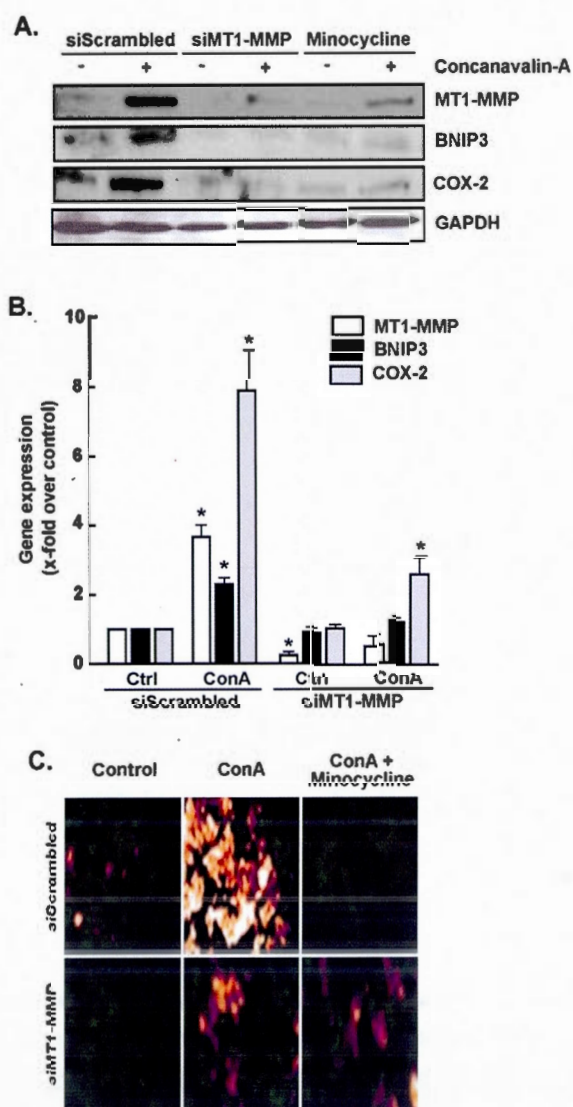 A.
siScrambled siMT1-MMP Minocycline
- + - + - + Concanavalin-A
MT1-MMP
BNIP3
COX-2
GAPDH
B.
10
8
6
4
2
0
Gene expression
(x-fold over control)
MT1-MMP
BNIP3
COX-2
* * *
* *
Ctrl ConA Ctrl ConA
siScrambled siMT1-MMP
C.
Control ConA ConA +
Minocycline
siScrambled
siMT1-MMP